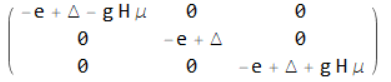 -e + Δ - g H μ 0 0
0 -e + Δ 0
0 0 -e + Δ + g H μ